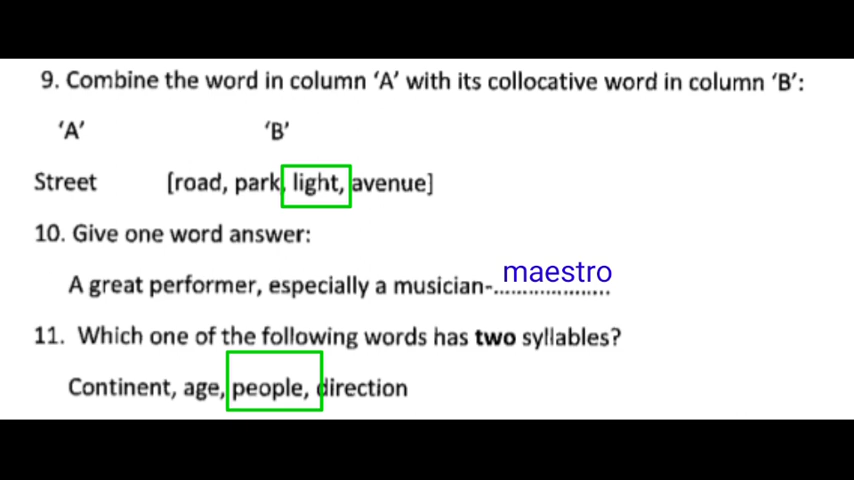 9. Combine the word in column ‘A’ with its collocative word in column ‘B’:
‘A’ ‘B’
Street [road, park, light, avenue]
10. Give one word answer:
A great performer, especially a musician-.................... maestro
11. Which one of the following words has two syllables?
Continent, age, people, direction